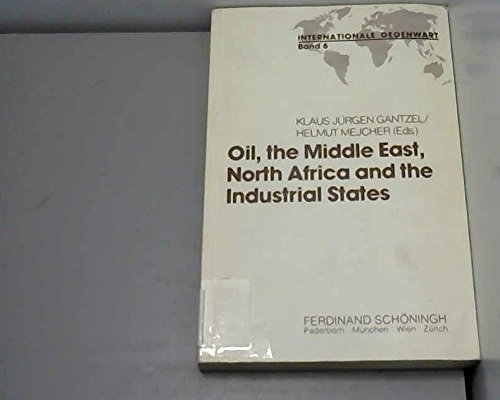 INTERNATIONALE GEGENWART
Band 6
KLAUS JÜRGEN GANTZEL/
HELMUT MEJCHER (Eds.)
Oil, the Middle East,
North Africa and the
Industrial States
FERDINAND SCHÖNINGH
Paderborn München Wien Zürich